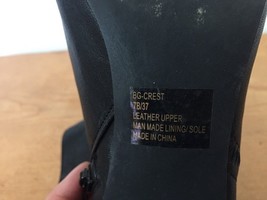 BG-CREST
7B/37
LEATHER UPPER
MAN MADE LINING/ SOLE
MADE IN CHINA